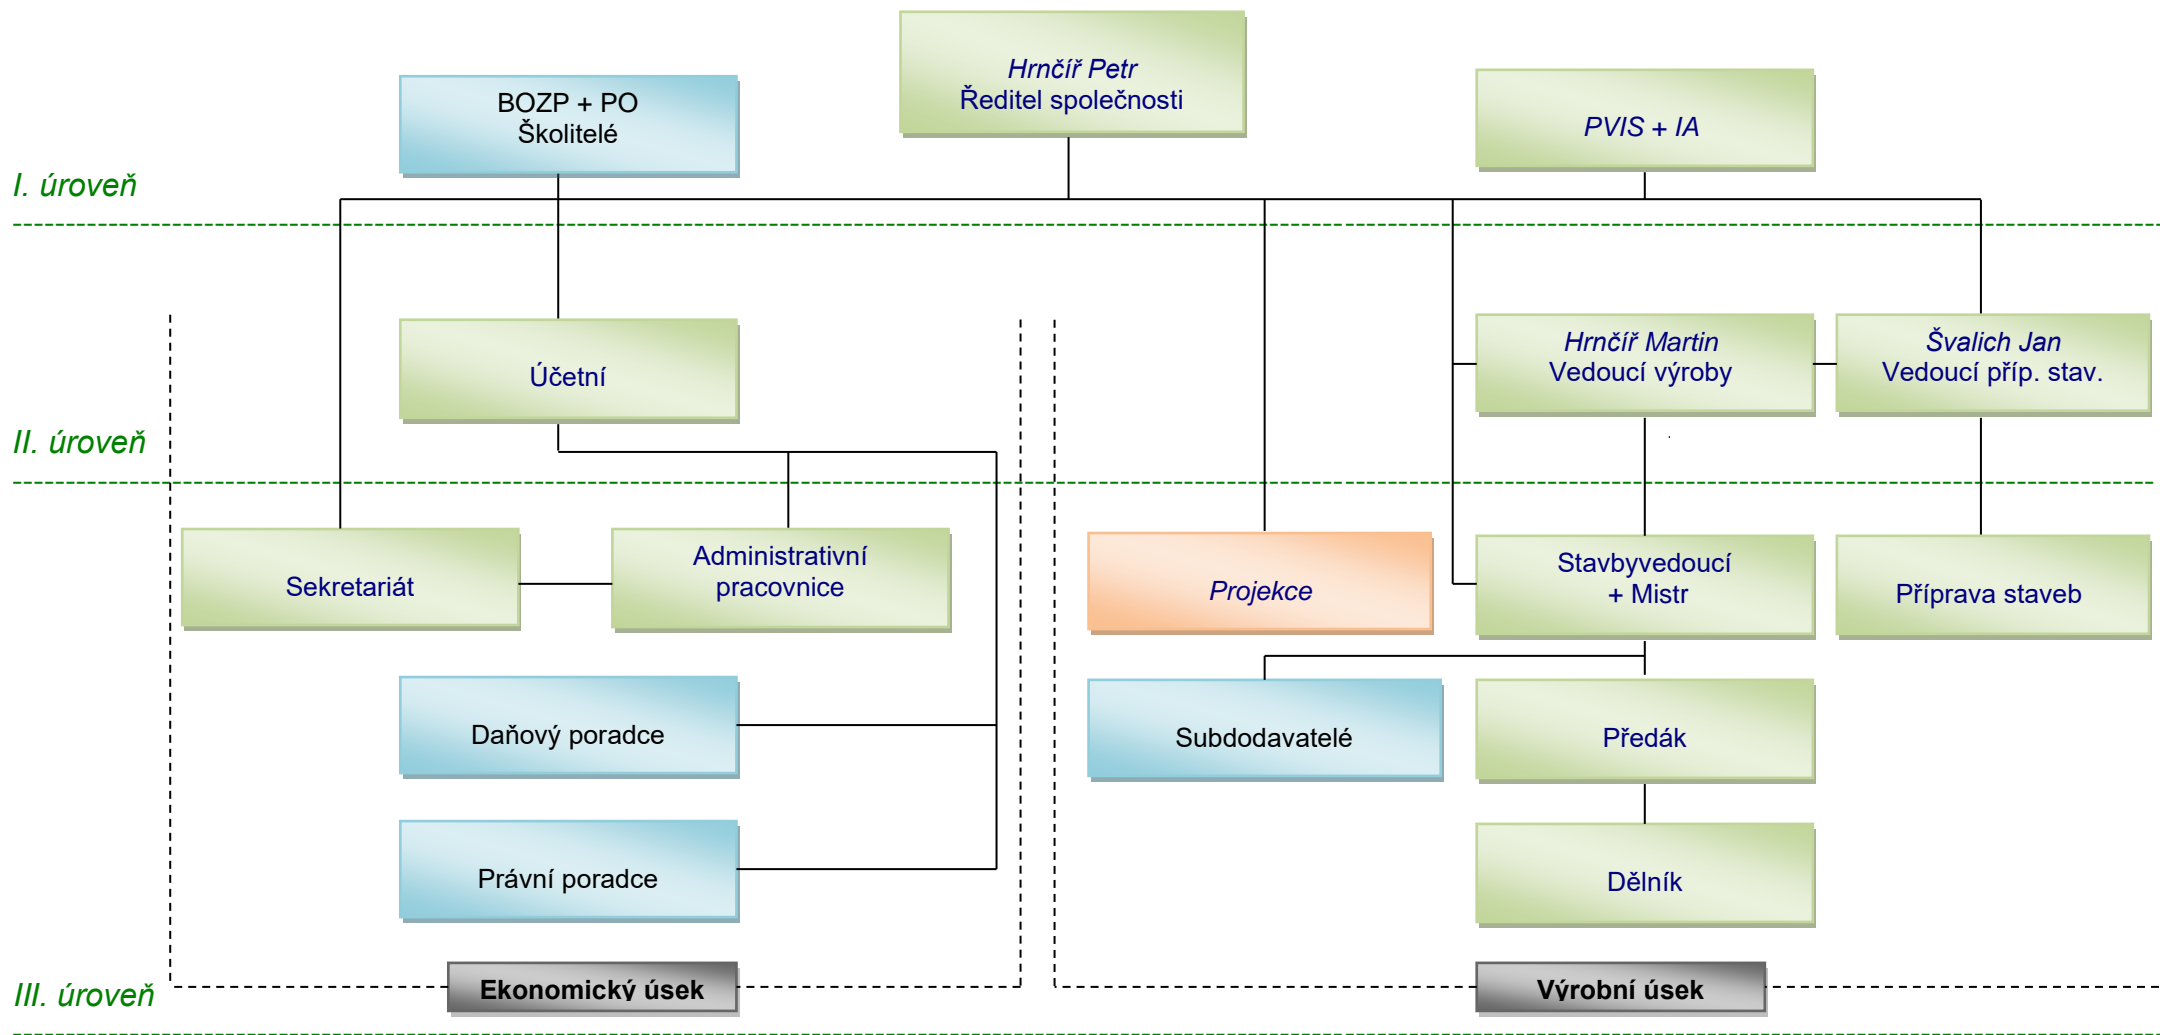 Hrnčíř Petr
Ředitel společnosti
BOZP + PO
Školitelé
PVIS + IA
I. úroveň
Účetní
Hrnčíř Martin
Vedoucí výroby
Švalich Jan
Vedoucí příp. stav.
II. úroveň
Sekretariát
Administrativní
pracovnice
Projekce
Stavbyvedoucí
+ Mistr
Příprava staveb
Daňový poradce
Subdodavatelé
Předák
Právní poradce
Dělník
III. úroveň
Ekonomický úsek
Výrobní úsek